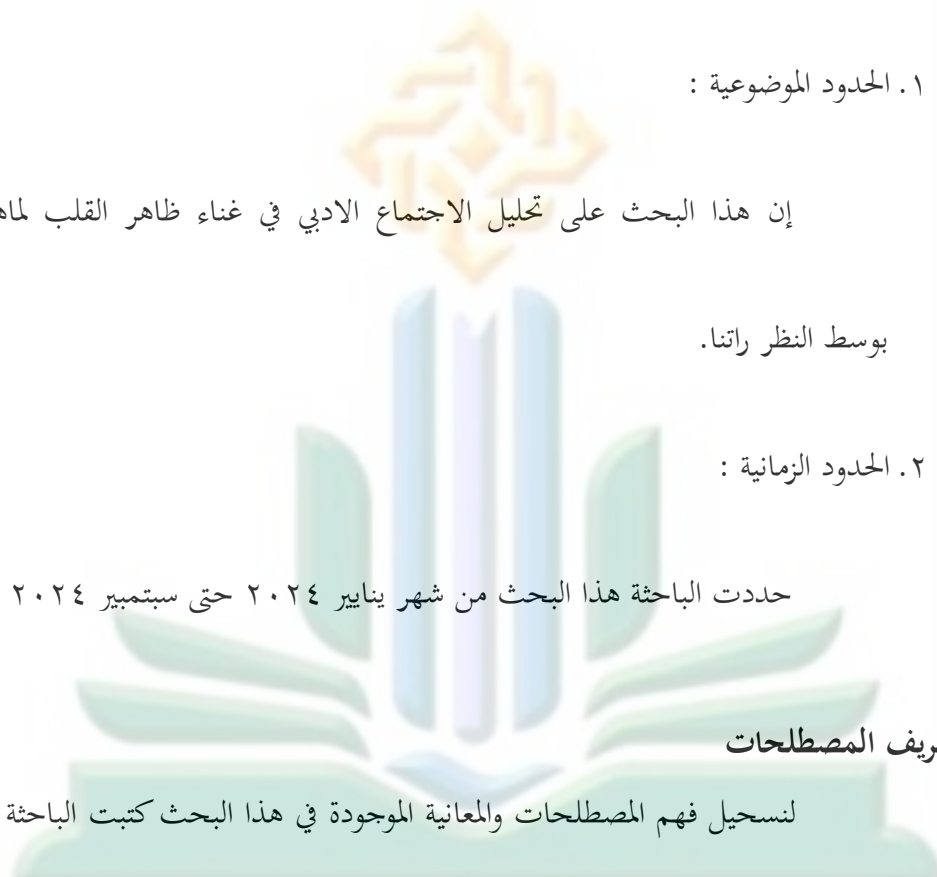 ١. الحدود الموضوعية :
إن هذا البحث على تحليل الاجتماع الادبي في غناء ظاهر القلب
بوسط النظر راتنا.
٢. الحدود الزمانية :
حددت الباحثة هذا البحث من شهر ينايير ٢٠٢٤ حتى سبتمبير ٢٠٢٤
ريف المصطلحات
لنسحيل فهم المصطلحات والمعانية الموجودة في هذا البحث كتبت الباحثة